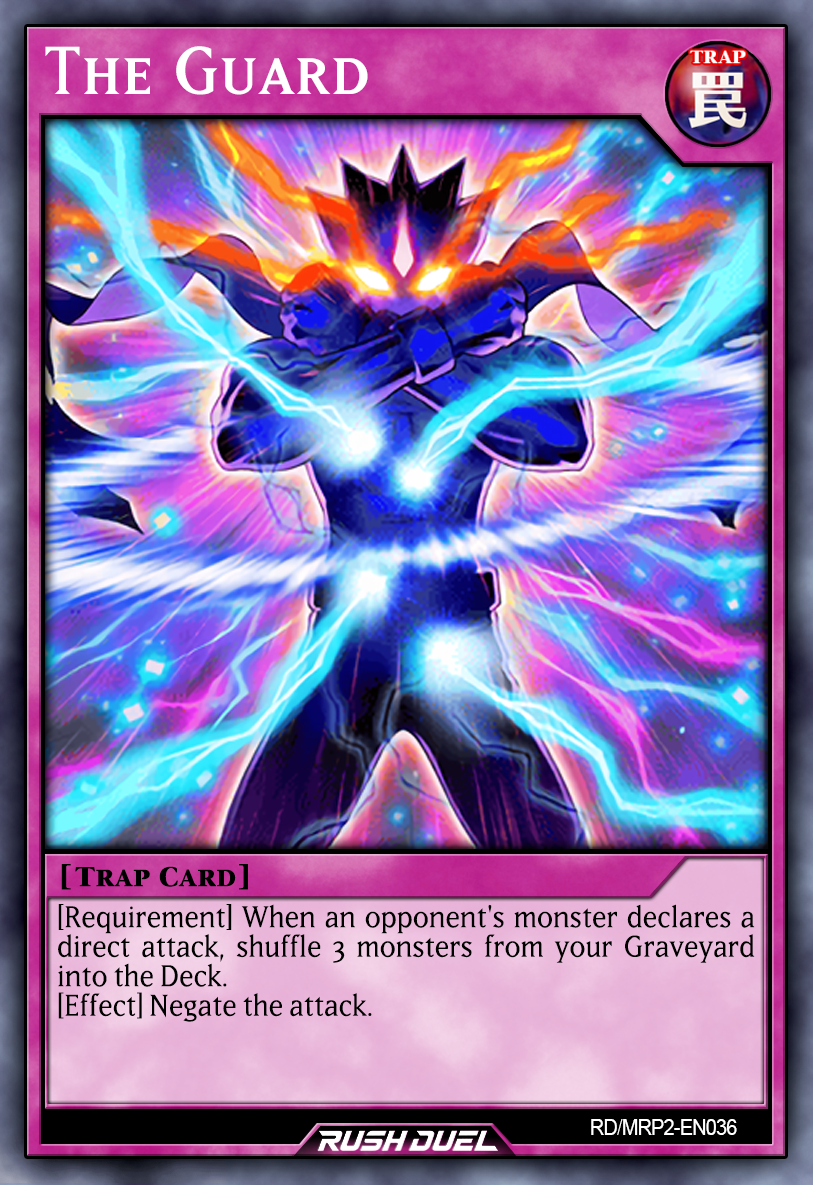 The Guard
TRAP
罠
[Trap Card]
[Requirement] When an opponent's monster declares a
direct attack, shuffle 3 monsters from your Graveyard
into the Deck.
[Effect] Negate the attack.
RD/MRP2-EN036
RUSH DUEL